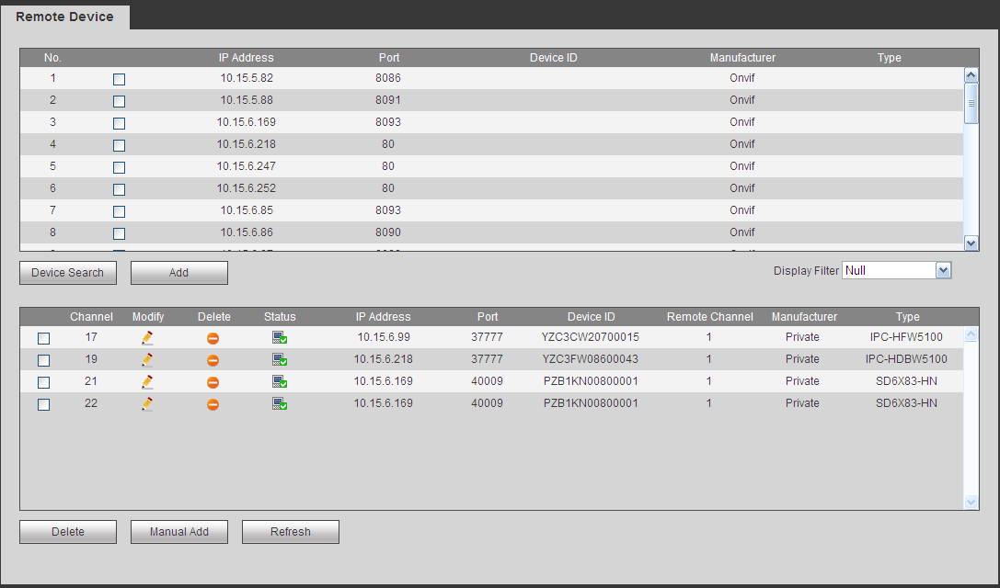 Remote Device
No. IP Address Port Device ID Manufacturer Type
1 10.15.5.82 8086 Onvif
2 10.15.5.88 8091 Onvif
3 10.15.6.169 8093 Onvif
4 10.15.6.218 80 Onvif
5 10.15.6.247 80 Onvif
6 10.15.6.252 80 Onvif
7 10.15.6.85 8093 Onvif
8 10.15.6.86 8090 Onvif
Device Search Add Display Filter Null
Channel Modify Delete Status IP Address Port Device ID Remote Channel Manufacturer Type
17 10.15.6.99 37777 YZC3CW20700015 1 Private IPC-HFW5100
19 10.15.6.218 37777 YZC3FW08600043 1 Private IPC-HDBW5100
21 10.15.6.169 40009 PZB1KN00800001 1 Private SD6X83-HN
22 10.15.6.169 40009 PZB1KN00800001 1 Private SD6X83-HN
Delete Manual Add Refresh